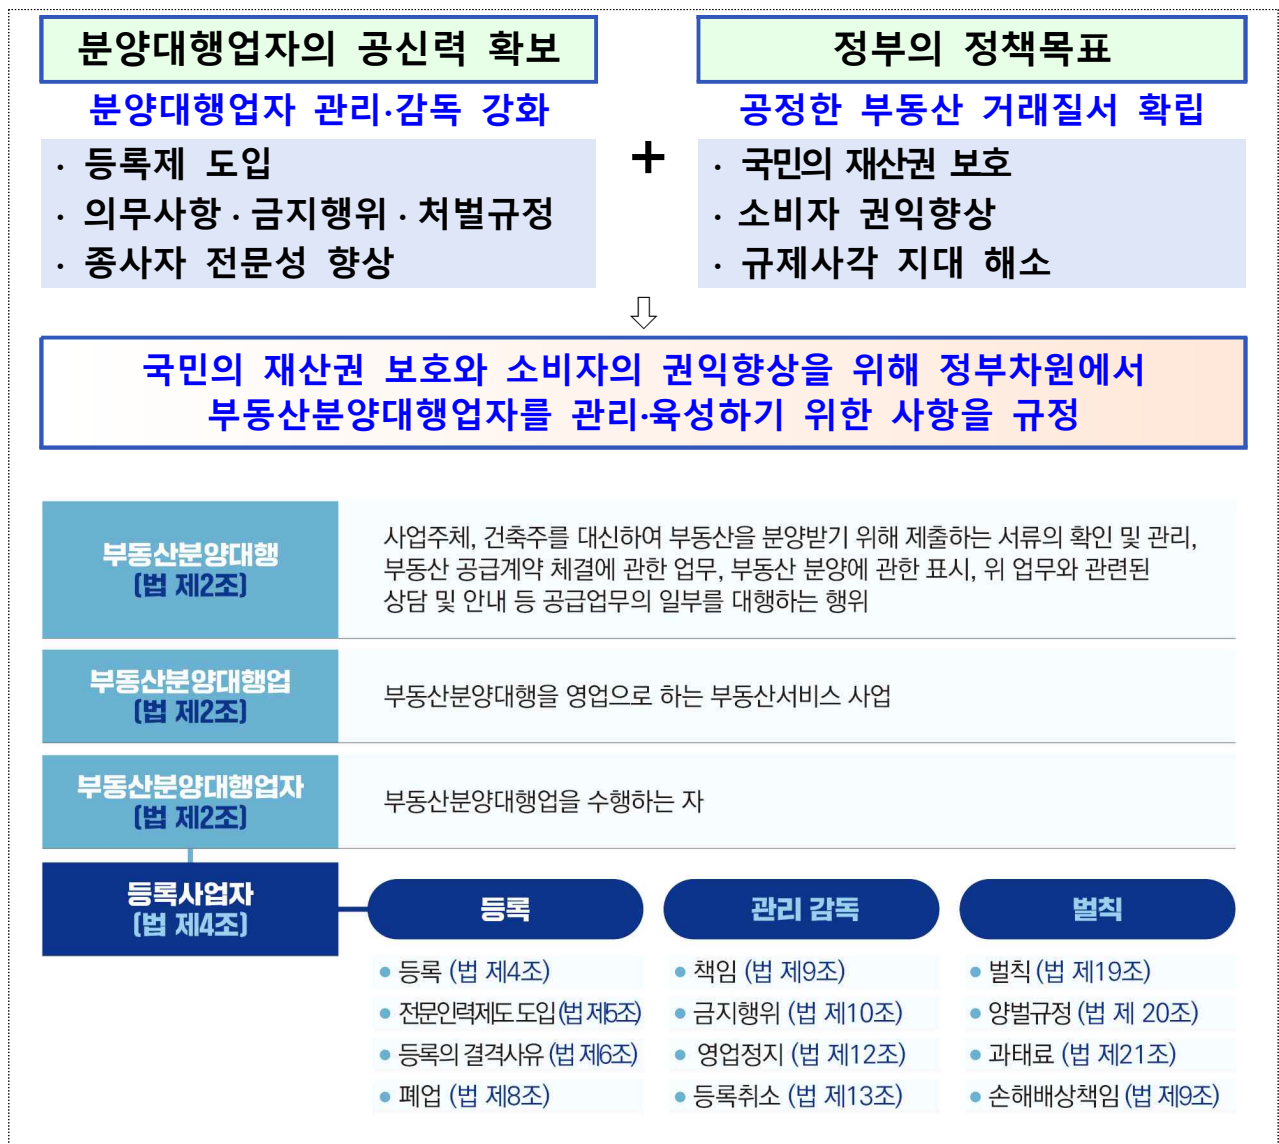 분양대행업자의 공신력 확보
분양대행업자 관리·감독 강화
· 등록제 도입
· 의무사항 · 금지행위 · 처벌규정
· 종사자 전문성 향상
+
정부의 정책목표
공정한 부동산 거래질서 확립
· 국민의 재산권 보호
· 소비자 권익향상
· 규제사각 지대 해소
국민의 재산권 보호와 소비자의 권익향상을 위해 정부차원에서
부동산분양대행업자를 관리·육성하기 위한 사항을 규정
부동산분양대행
(법 제2조)
사업주체, 건축주를 대신하여 부동산을 분양받기 위해 제출하는 서류의 확인 및 관리,
부동산 공급계약 체결에 관한 업무, 부동산 분양에 관한 표시, 위 업무와 관련된
상담 및 안내 등 공급업무의 일부를 대행하는 행위
부동산분양대행업
(법 제2조)
부동산분양대행을 영업으로 하는 부동산서비스 사업
부동산분양대행업자
(법 제2조)
부동산분양대행업을 수행하는 자
등록사업자
(법 제4조)
등록
• 등록 (법 제4조)
• 전문인력제도 도입 (법 제5조)
• 등록의 결격사유 (법 제6조)
• 폐업 (법 제8조)
관리 감독
• 책임 (법 제9조)
• 금지행위 (법 제10조)
• 영업정지 (법 제12조)
• 등록취소 (법 제13조)
벌칙
• 벌칙 (법 제19조)
• 양벌규정 (법 제 20조)
• 과태료 (법 제21조)
• 손해배상책임 (법 제9조)